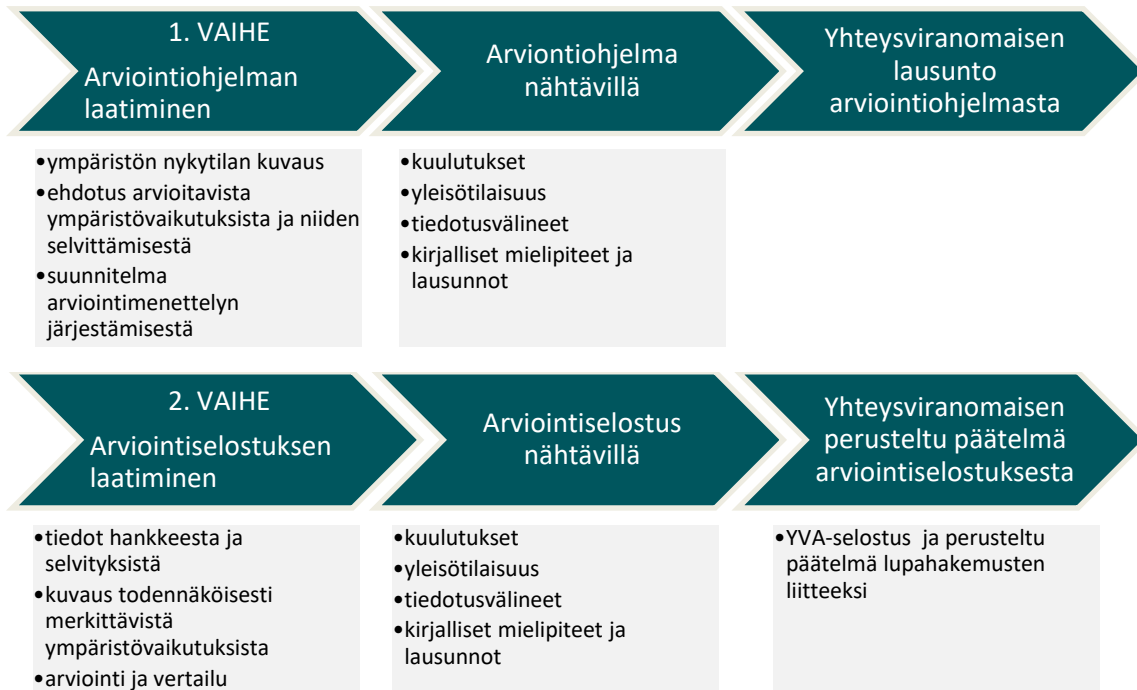 1. VAIHE
Arviointiohjelman
laatiminen
Arviontiohjelma
nähtävillä
Yhteysviranomaisen
lausunto
arviointiohjelmasta
•ympäristön nykytilan kuvaus
•ehdotus arvioitavista
ympäristövaikutuksista ja niiden
selvittämisestä
•suunnitelma
arviointimenettelyn
järjestämisestä
•kuulutukset
•yleisötilaisuus
•tiedotusvälineet
•kirjalliset mielipiteet ja
lausunnot
2. VAIHE
Arviointiselostuksen
laatiminen
Arviointiselostus
nähtävillä
Yhteysviranomaisen
perusteltu päätelmä
arviointiselostuksesta
•tiedot hankkeesta ja
selvityksistä
•kuvaus todennäköisesti
merkittävistä
ympäristövaikutuksista
•arviointi ja vertailu
•kuulutukset
•yleisötilaisuus
•tiedotusvälineet
•kirjalliset mielipiteet ja
lausunnot
•YVA-selostus ja perusteltu
päätelmä lupahakemusten
liitteeksi